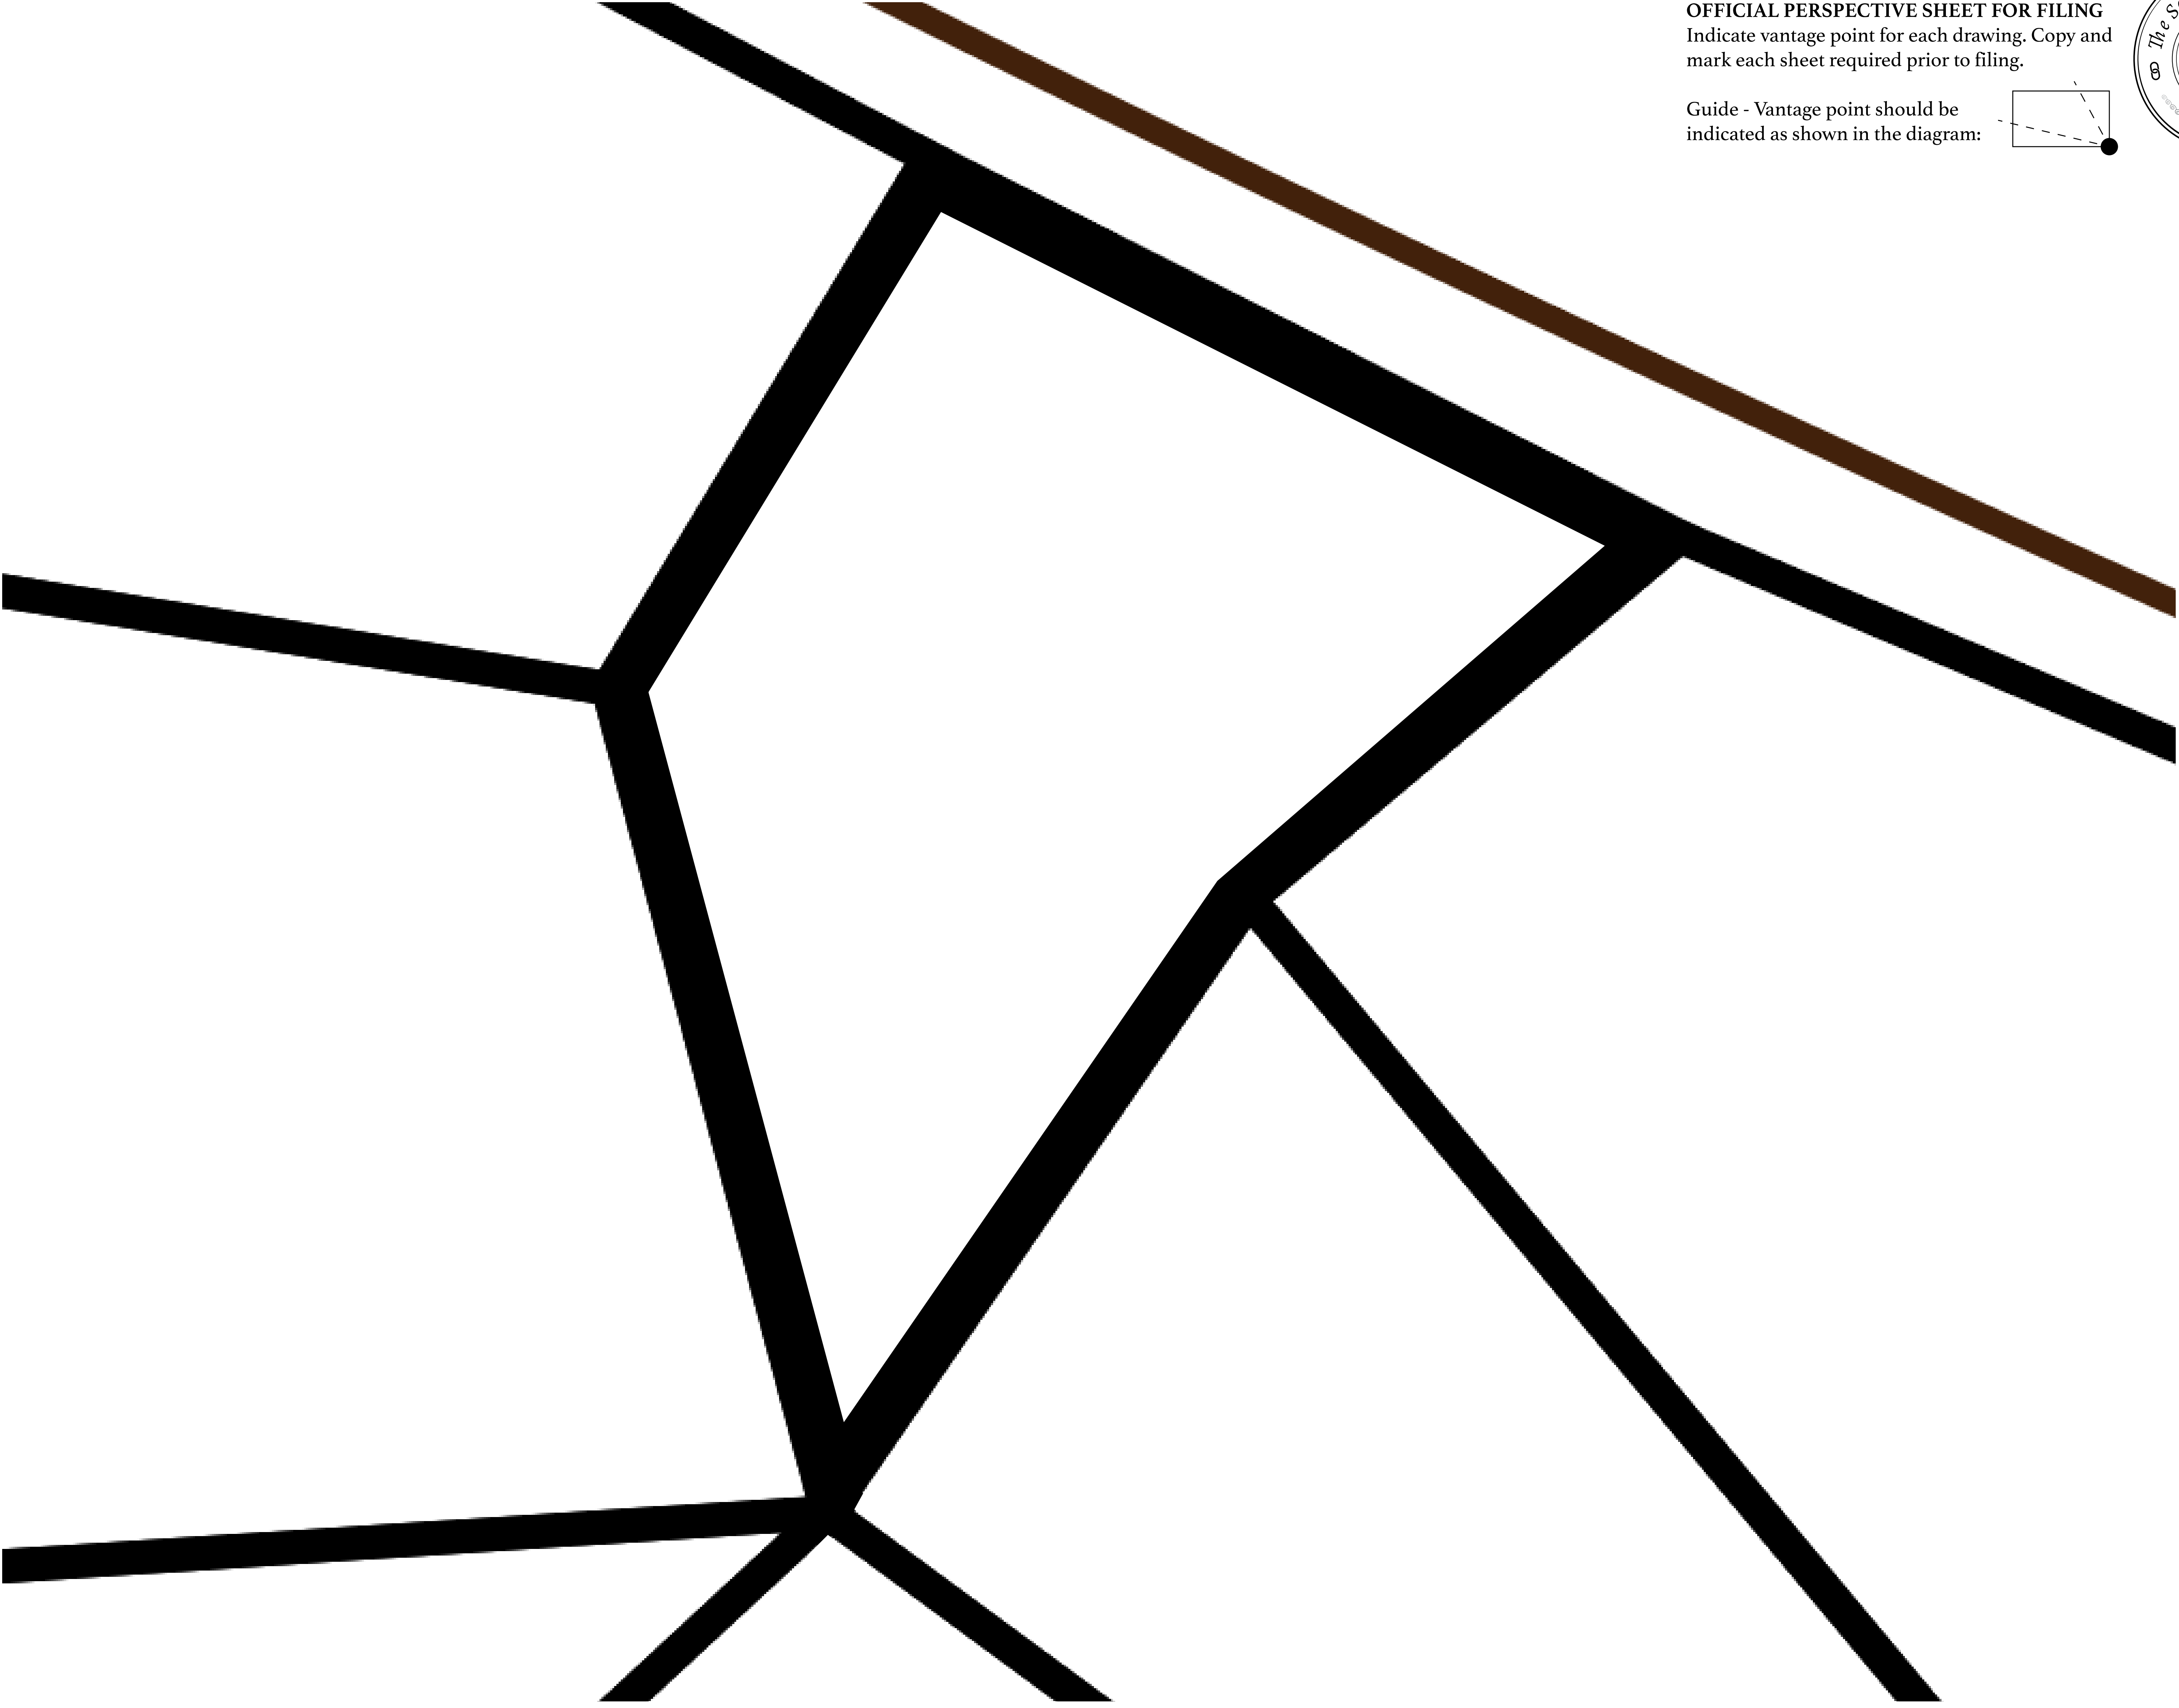 OFFICIAL PERSPECTIVE SHEET FOR FILING
Indicate vantage point for each drawing. Copy and
mark each sheet required prior to filing.
Guide - Vantage point should be
indicated as shown in the diagram:
The